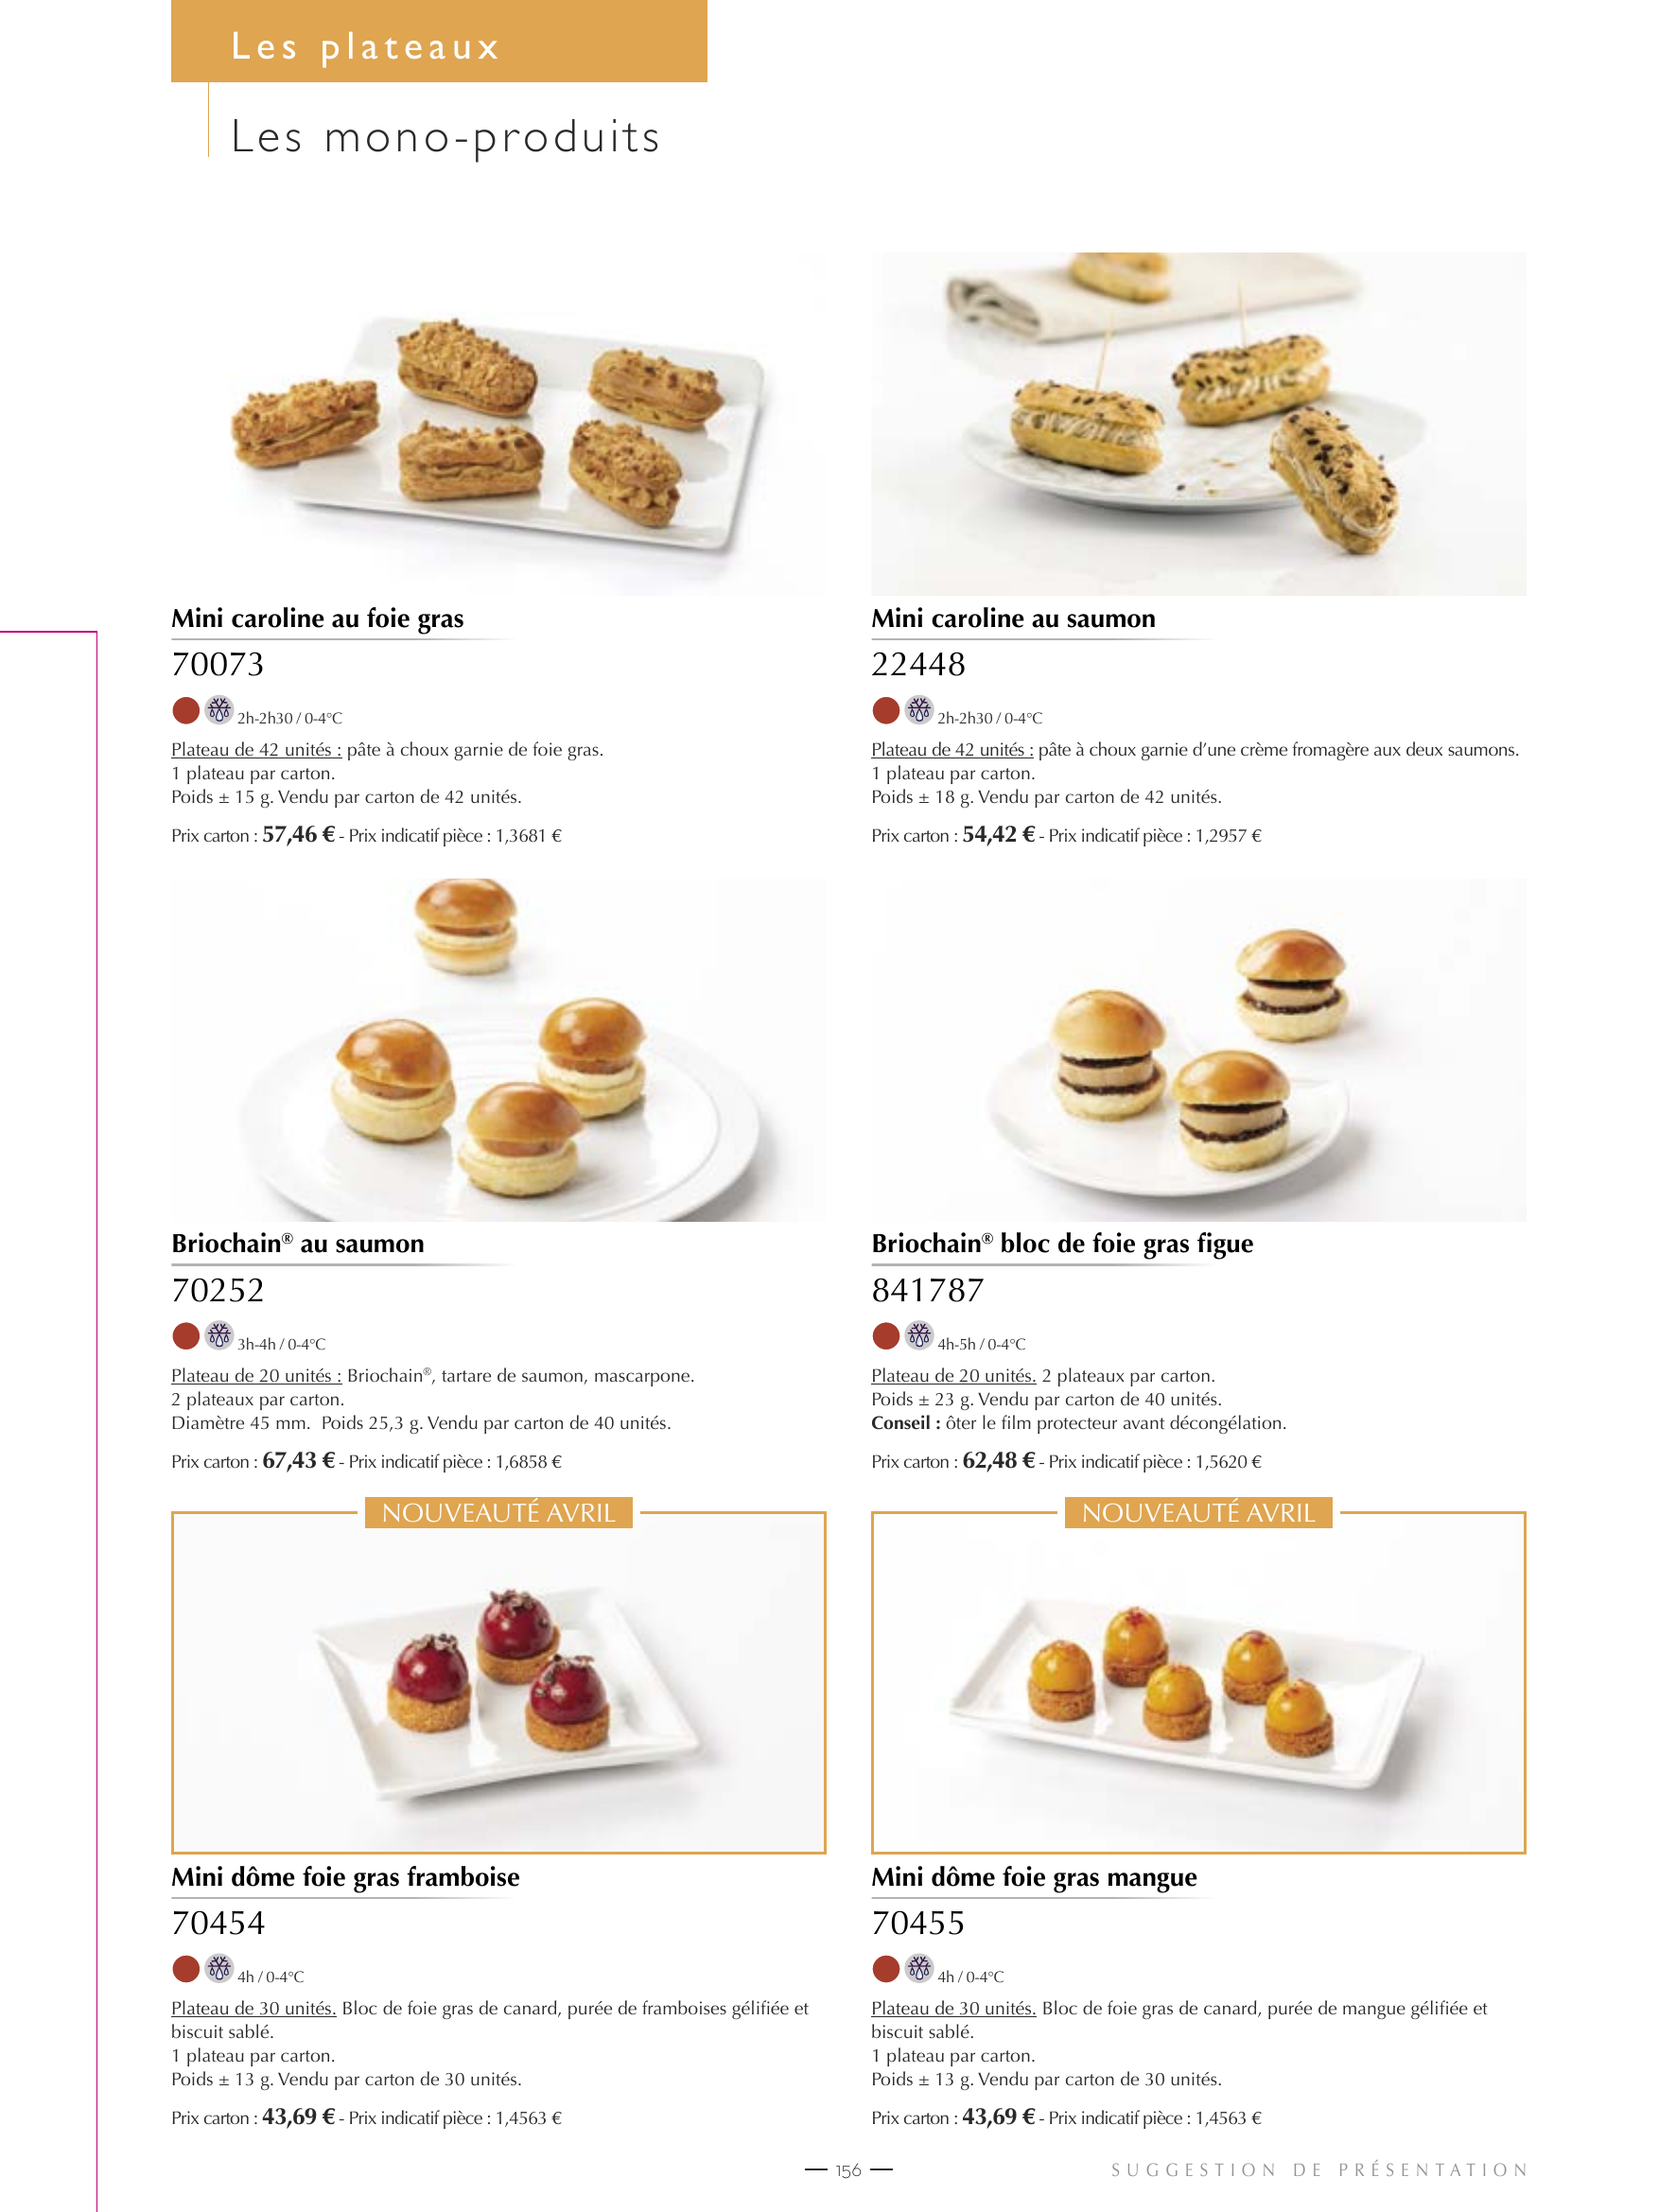 Les plateaux
Les mono-produits
Mini caroline au foie gras
70073
2h-2h30 / 0-4°C
Plateau de 42 unités : pâte à choux garnie de foie gras.
1 plateau par carton.
Poids ± 15 g. Vendu par carton de 42 unités.
Prix carton : 57,46 € - Prix indicatif pièce : 1,3681 €
Mini caroline au saumon
22448
2h-2h30 / 0-4°C
Plateau de 42 unités : pâte à choux garnie d'une crème fromagère aux deux saumons.
1 plateau par carton.
Poids ± 18 g. Vendu par carton de 42 unités.
Prix carton : 54,42 € - Prix indicatif pièce : 1,2957 €
Briochain® au saumon
70252
3h-4h / 0-4°C
Plateau de 20 unités : Briochain®, tartare de saumon, mascarpone.
2 plateaux par carton.
Diamètre 45 mm. Poids 25,3 g. Vendu par carton de 40 unités.
Prix carton : 67,43 € - Prix indicatif pièce : 1,6858 €
Briochain® bloc de foie gras figue
841787
4h-5h / 0-4°C
Plateau de 20 unités. 2 plateaux par carton.
Poids ± 23 g. Vendu par carton de 40 unités.
Conseil : ôter le film protecteur avant décongélation.
Prix carton : 62,48 € - Prix indicatif pièce : 1,5620 €
NOUVEAUTÉ AVRIL
Mini dôme foie gras framboise
70454
4h / 0-4°C
Plateau de 30 unités. Bloc de foie gras de canard, purée de framboises gélifiée et
biscuit sablé.
1 plateau par carton.
Poids ± 13 g. Vendu par carton de 30 unités.
Prix carton : 43,69 € - Prix indicatif pièce : 1,4563 €
NOUVEAUTÉ AVRIL
Mini dôme foie gras mangue
70455
4h / 0-4°C
Plateau de 30 unités. Bloc de foie gras de canard, purée de mangue gélifiée et
biscuit sablé.
1 plateau par carton.
Poids ± 13 g. Vendu par carton de 30 unités.
Prix carton : 43,69 € - Prix indicatif pièce : 1,4563 €
156
SUGGESTION DE PRÉSENTATION